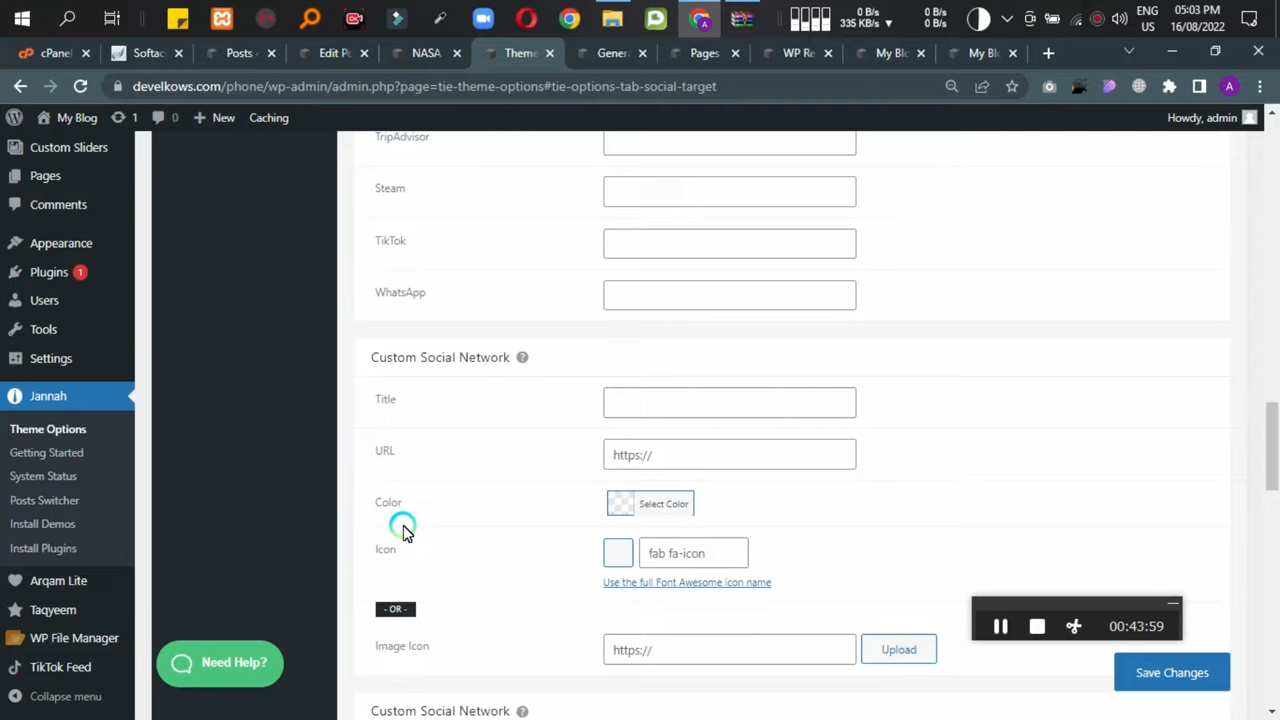 ENG
US
05:03 PM
16/08/2022
0 B/s
335 KB/s
0 B/s
0 B/s
cPanel
Softac
Posts
Edit Po
NASA
Theme
Genera
Pages
WP Re
My Blo
My Blo
develkows.com/phone/wp-admin/admin.php?page=tie-theme-options#tie-options-tab-social-target
A
My Blog
1
0
New
Caching
Howdy, admin
Custom Sliders
Pages
Comments
Appearance
Plugins 1
Users
Tools
Settings
Jannah
Theme Options
Getting Started
System Status
Posts Switcher
Install Demos
Install Plugins
Arqam Lite
Taqyeem
WP File Manager
TikTok Feed
Collapse menu
Need Help?
TripAdvisor
Steam
TikTok
WhatsApp
Custom Social Network ?
Title
URL
https://
Color
Select Color
Icon
fab fa-icon
Use the full Font Awesome icon name
- OR -
Image Icon
https://
Upload
00:43:59
Save Changes
Custom Social Network ?